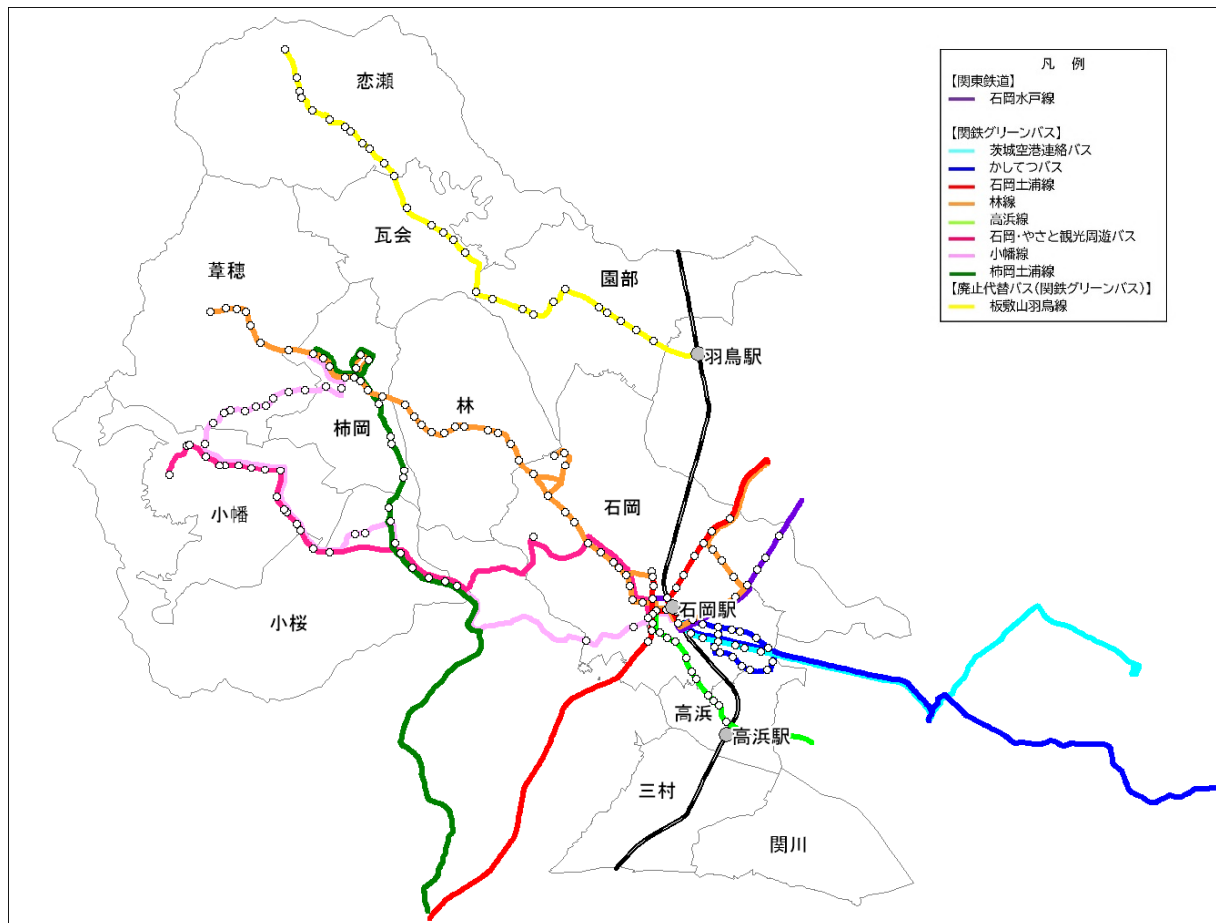 恋瀬
凡 例
【関東鉄道】
石岡水戸線
【関鉄グリーンバス】
茨城空港連絡バス
かしてつバス
石岡土浦線
林線
高浜線
石岡・やさと観光周遊バス
小幡線
柿岡土浦線
【廃止代替バス(関鉄グリーンバス)】
板敷山羽鳥線
瓦会
葦穂
園部
羽鳥駅
林
柿岡
石岡
小幡
石岡駅
小桜
高浜
高浜駅
三村
関川